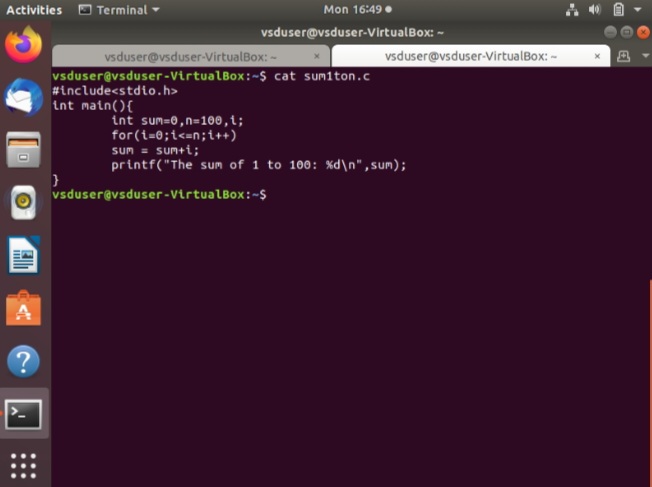 Activities Terminal Mon 16:49
vsduser@vsduser-VirtualBox: ~
vsduser@vsduser-VirtualBox: ~ × vsduser@vsduser-VirtualBox: ~ ×
vsduser@vsduser-VirtualBox:~$ cat sum1ton.c
#include<stdio.h>
int main(){
        int sum=0,n=100,i;
        for(i=0;i<=n;i++)
        sum = sum+i;
        printf("The sum of 1 to 100: %d\n",sum);
}
vsduser@vsduser-VirtualBox:~$